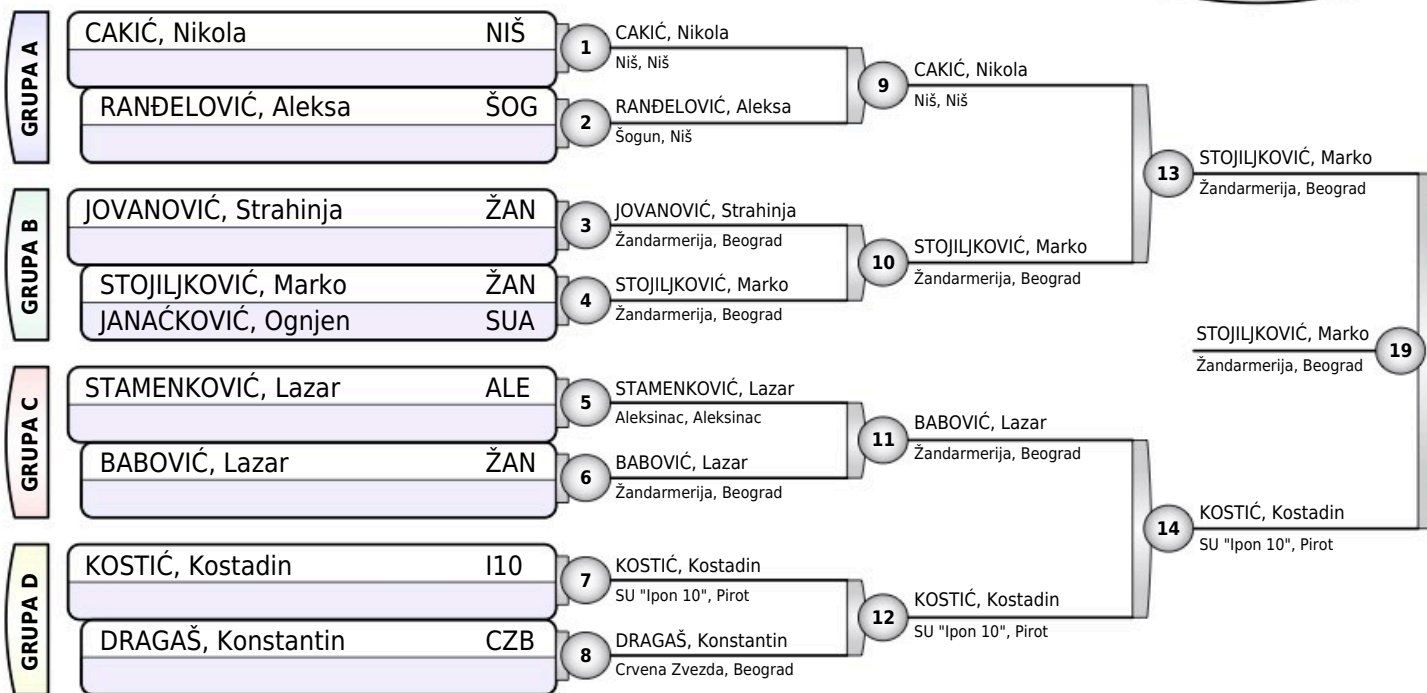 GRUPA A
CAKIĆ, Nikola NIŠ
RANĐELOVIĆ, Aleksa ŠOG
GRUPA B
JOVANOVIĆ, Strahinja ŽAN
STOJILJKOVIĆ, Marko ŽAN
JANAĆKOVIĆ, Ognjen SUA
GRUPA C
STAMENKOVIĆ, Lazar ALE
BABOVIĆ, Lazar ŽAN
GRUPA D
KOSTIĆ, Kostadin I10
DRAGAŠ, Konstantin CZB
1
CAKIĆ, Nikola
Niš, Niš
2
RANĐELOVIĆ, Aleksa
Šogun, Niš
3
JOVANOVIĆ, Strahinja
Žandarmerija, Beograd
4
STOJILJKOVIĆ, Marko
Žandarmerija, Beograd
5
STAMENKOVIĆ, Lazar
Aleksinac, Aleksinac
6
BABOVIĆ, Lazar
Žandarmerija, Beograd
7
KOSTIĆ, Kostadin
SU "Ipon 10", Pirot
8
DRAGAŠ, Konstantin
Crvena Zvezda, Beograd
9
CAKIĆ, Nikola
Niš, Niš
10
STOJILJKOVIĆ, Marko
Žandarmerija, Beograd
11
BABOVIĆ, Lazar
Žandarmerija, Beograd
12
KOSTIĆ, Kostadin
SU "Ipon 10", Pirot
13
STOJILJKOVIĆ, Marko
Žandarmerija, Beograd
14
KOSTIĆ, Kostadin
SU "Ipon 10", Pirot
STOJILJKOVIĆ, Marko
Žandarmerija, Beograd
19